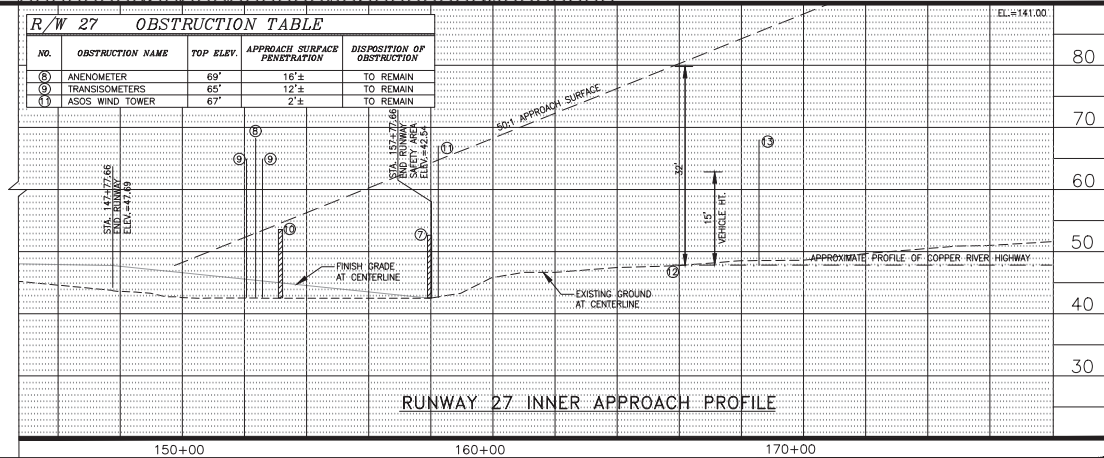 R/W 27 OBSTRUCTION TABLE
NO. OBSTRUCTION NAME TOP ELEV. APPROACH SURFACE PENETRATION DISPOSITION OF OBSTRUCTION
8 ANENOMETER 69' 16'± TO REMAIN
9 TRANSISOMETERS 65' 12'± TO REMAIN
11 ASOS WIND TOWER 67' 2'± TO REMAIN
EL.=141.00
80
70
60
50
40
30
50:1 APPROACH SURFACE
STA. 147+77.66
END RUNWAY
ELEV.=47.69
9
8
9
10
STA. 157+77.66
END RUNWAY
SAFETY AREA
ELEV.=42.54
7
11
32'
15'
VEHICLE HT.
13
12
FINISH GRADE
AT CENTERLINE
EXISTING GROUND
AT CENTERLINE
APPROXIMATE PROFILE OF COPPER RIVER HIGHWAY
RUNWAY 27 INNER APPROACH PROFILE
150+00
160+00
170+00